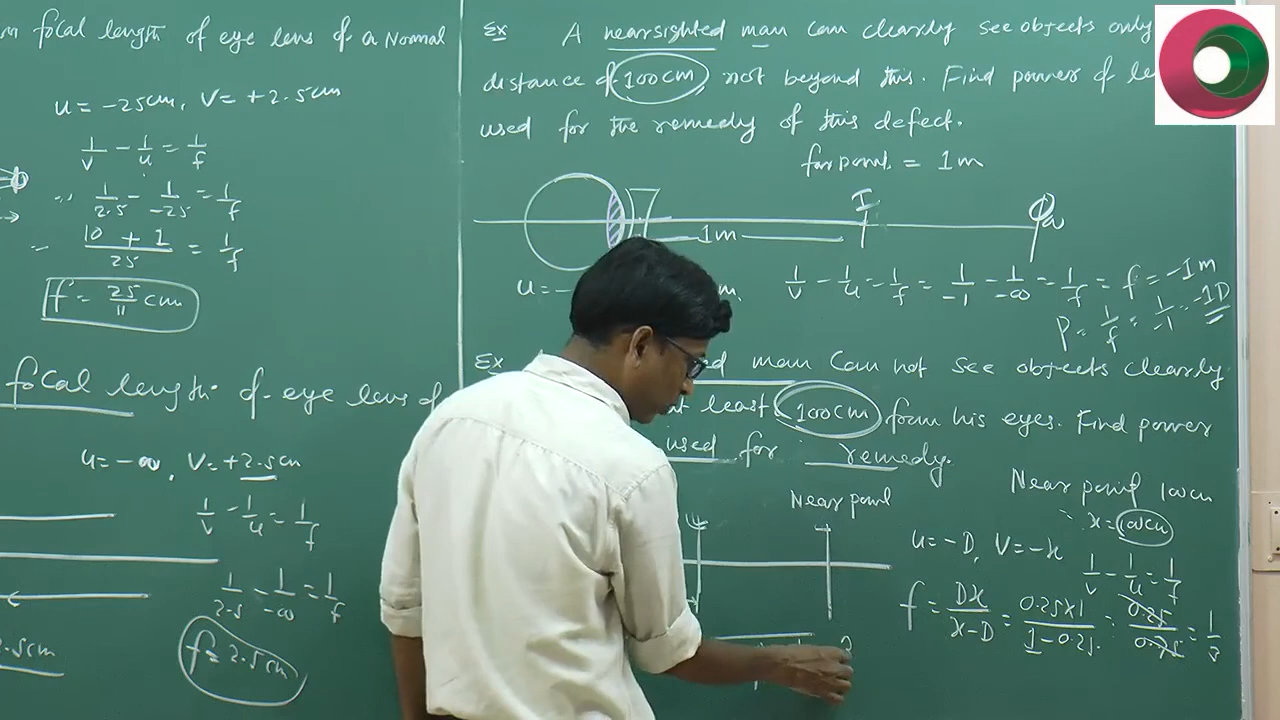 focal length of eye lens of a Normal
u = -25cm, V = +2.5cm
1/v - 1/u = 1/f
1/2.5 - 1/-25 = 1/f
10 + 1/25 = 1/f
f = 25/11 cm
focal length of eye lens of
u = -∞, V = +2.5cm
1/v - 1/u = 1/f
1/2.5 - 1/-∞ = 1/f
f = 2.5cm
2.5cm
Ex A nearsighted man can clearly see objects only
distance of 100cm, not beyond this. Find power of
used for the remedy of this defect.
far point = 1m
I
1m
u = -
m.
1/v - 1/u = 1/f = 1/-1 - 1/-∞ = 1/f = f = -1m
P = 1/f = 1/-1 = -1D
Ex man Can not see objects clearly
least 100cm from his eyes. Find power
used for remedy.
Near point
Near point 100cm
x = 100cm
u = -D, V = -x
1/v - 1/u = 1/f
f = Dx/x-D = 0.25x1/1-0.25 = 0.25/0.75 = 1/3